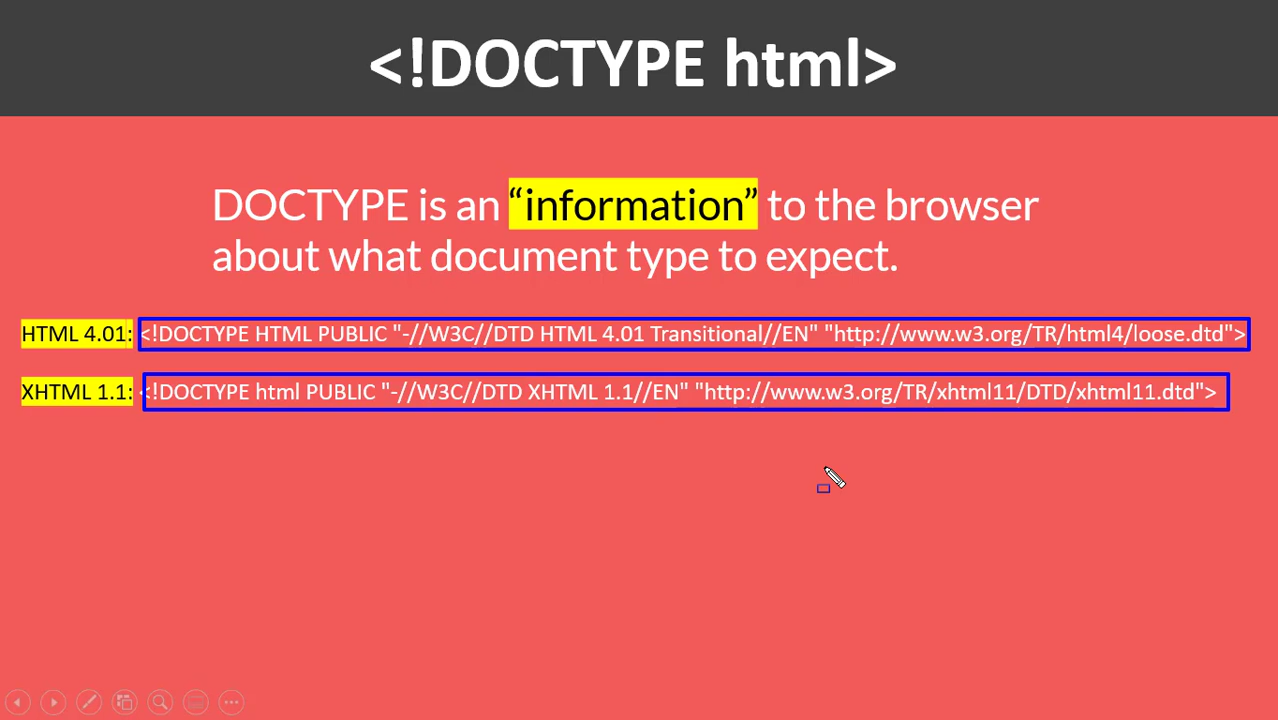 <!DOCTYPE html>
DOCTYPE is an “information” to the browser
about what document type to expect.
HTML 4.01: <!DOCTYPE HTML PUBLIC "-//W3C//DTD HTML 4.01 Transitional//EN" "http://www.w3.org/TR/html4/loose.dtd">
XHTML 1.1: <!DOCTYPE html PUBLIC "-//W3C//DTD XHTML 1.1//EN" "http://www.w3.org/TR/xhtml11/DTD/xhtml11.dtd">